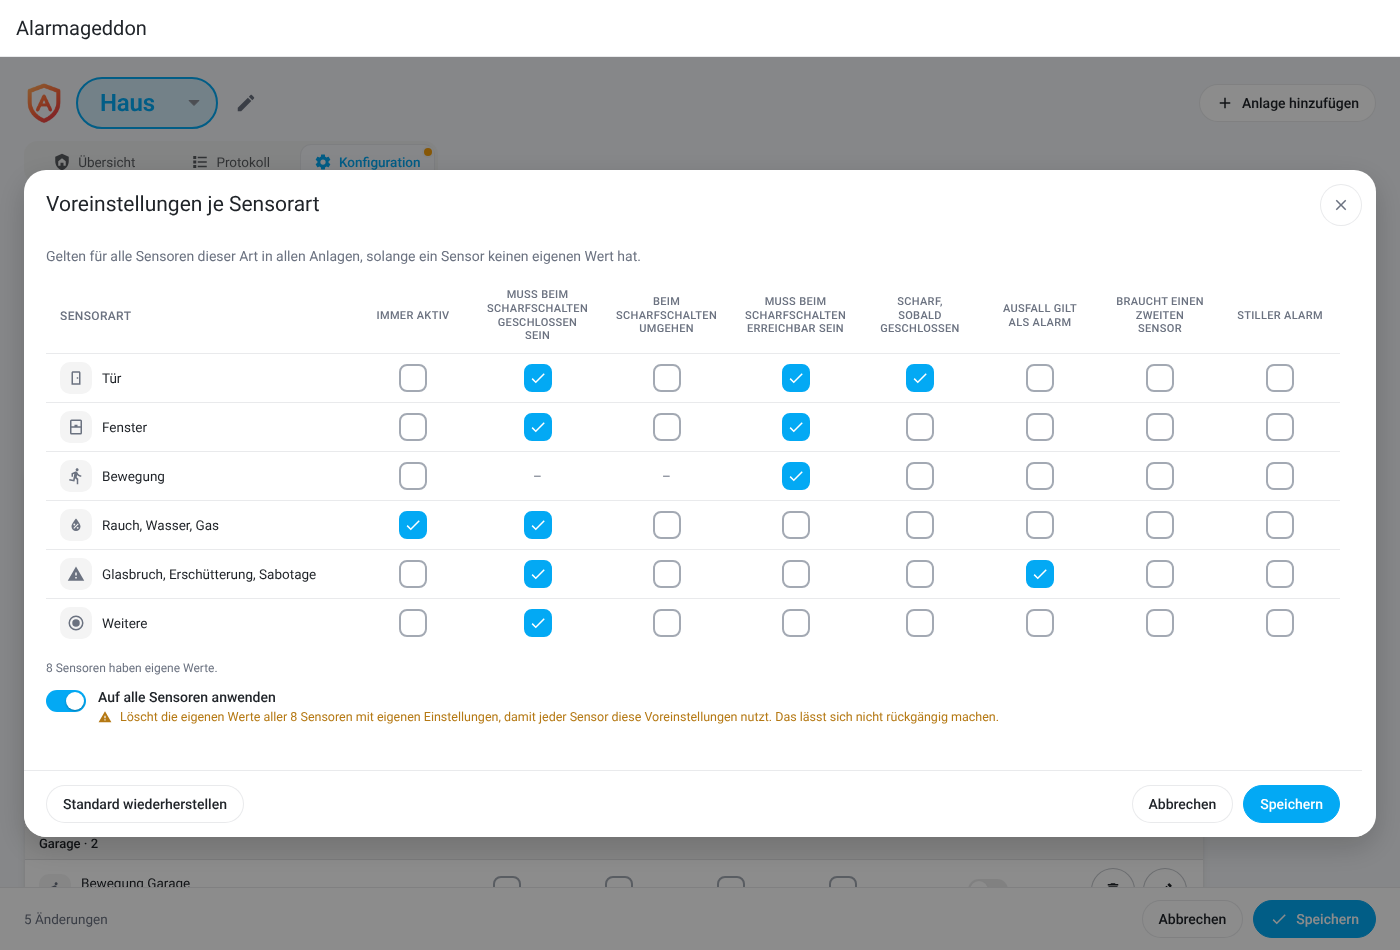 Alarmageddon
Haus
Anlage hinzufügen
Übersicht
Protokoll
Konfiguration
Voreinstellungen je Sensorart
Gelten für alle Sensoren dieser Art in allen Anlagen, solange ein Sensor keinen eigenen Wert hat.
SENSORART
IMMER AKTIV
MUSS BEIM
SCHARFSCHALTEN
GESCHLOSSEN
SEIN
BEIM
SCHARFSCHALTEN
UMGEHEN
MUSS BEIM
SCHARFSCHALTEN
ERREICHBAR SEIN
SCHARF,
SOBALD
GESCHLOSSEN
AUSFALL GILT
ALS ALARM
BRAUCHT EINEN
ZWEITEN
SENSOR
STILLER ALARM
Tür
Fenster
Bewegung – –
Rauch, Wasser, Gas
Glasbruch, Erschütterung, Sabotage
Weitere
8 Sensoren haben eigene Werte.
Auf alle Sensoren anwenden
Löscht die eigenen Werte aller 8 Sensoren mit eigenen Einstellungen, damit jeder Sensor diese Voreinstellungen nutzt. Das lässt sich nicht rückgängig machen.
Standard wiederherstellen
Abbrechen
Speichern
Garage · 2
Bewegung Garage
5 Änderungen
Abbrechen
Speichern